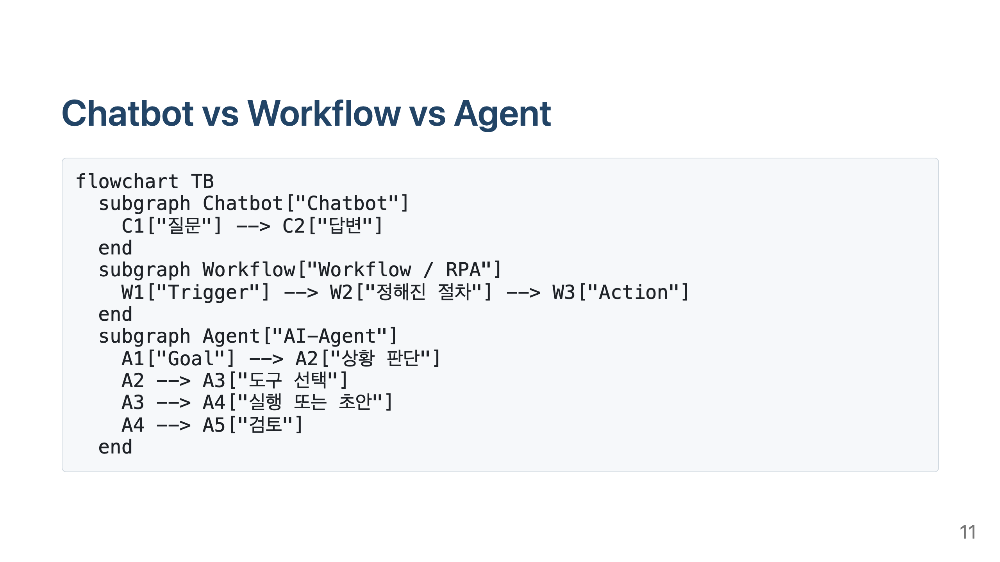 Chatbot vs Workflow vs Agent
flowchart TB
  subgraph Chatbot["Chatbot"]
    C1["질문"] --> C2["답변"]
  end
  subgraph Workflow["Workflow / RPA"]
    W1["Trigger"] --> W2["정해진 절차"] --> W3["Action"]
  end
  subgraph Agent["AI-Agent"]
    A1["Goal"] --> A2["상황 판단"]
    A2 --> A3["도구 선택"]
    A3 --> A4["실행 또는 초안"]
    A4 --> A5["검토"]
  end
11